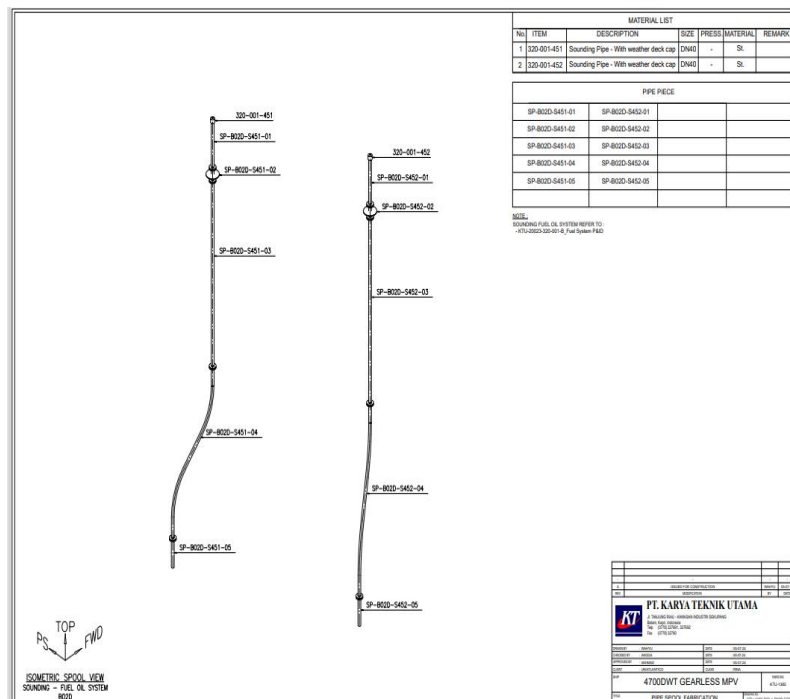 MATERIAL LIST
No. ITEM DESCRIPTION SIZE PRESS MATERIAL REMARK
1 320-001-451 Sounding Pipe - With weather deck cap DN40 - St.
2 320-001-452 Sounding Pipe - With weather deck cap DN40 - St.
PIPE PIECE
SP-B02D-S451-01 SP-B02D-S452-01
SP-B02D-S451-02 SP-B02D-S452-02
SP-B02D-S451-03 SP-B02D-S452-03
SP-B02D-S451-04 SP-B02D-S452-04
SP-B02D-S451-05 SP-B02D-S452-05
NOTE :
SOUNDING FUEL OIL SYSTEM REFER TO :
320-001-451
SP-B02D-S451-01
SP-B02D-S451-02
SP-B02D-S451-03
SP-B02D-S451-04
SP-B02D-S451-05
320-001-452
SP-B02D-S452-01
SP-B02D-S452-02
SP-B02D-S452-03
SP-B02D-S452-04
SP-B02D-S452-05
TOP
PS
FWD
ISOMETRIC SPOOL VIEW
SOUNDING - FUEL OIL SYSTEM
B02D
ISSUED FOR CONSTRUCTION
KT
PT. KARYA TEKNIK UTAMA
4700DWT GEARLESS MPV
PIPE SPOOL FABRICATION